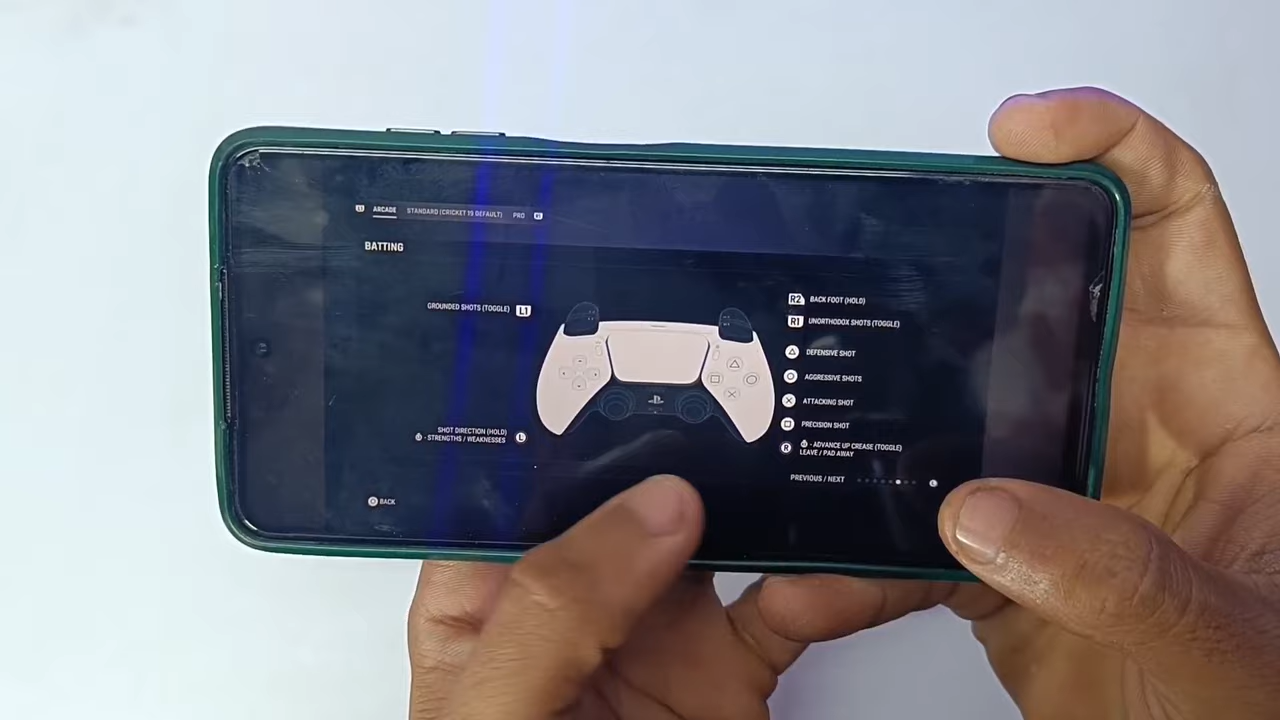 L1 ARCADE STANDARD (CRICKET 19 DEFAULT) PRO R1
BATTING
GROUNDED SHOTS (TOGGLE) L1
SHOT DIRECTION (HOLD)
- STRENGTHS / WEAKNESSES L
R2 BACK FOOT (HOLD)
R1 UNORTHODOX SHOTS (TOGGLE)
DEFENSIVE SHOT
AGGRESSIVE SHOTS
ATTACKING SHOT
PRECISION SHOT
R - ADVANCE UP CREASE (TOGGLE)
LEAVE / PAD AWAY
PREVIOUS / NEXT L
BACK